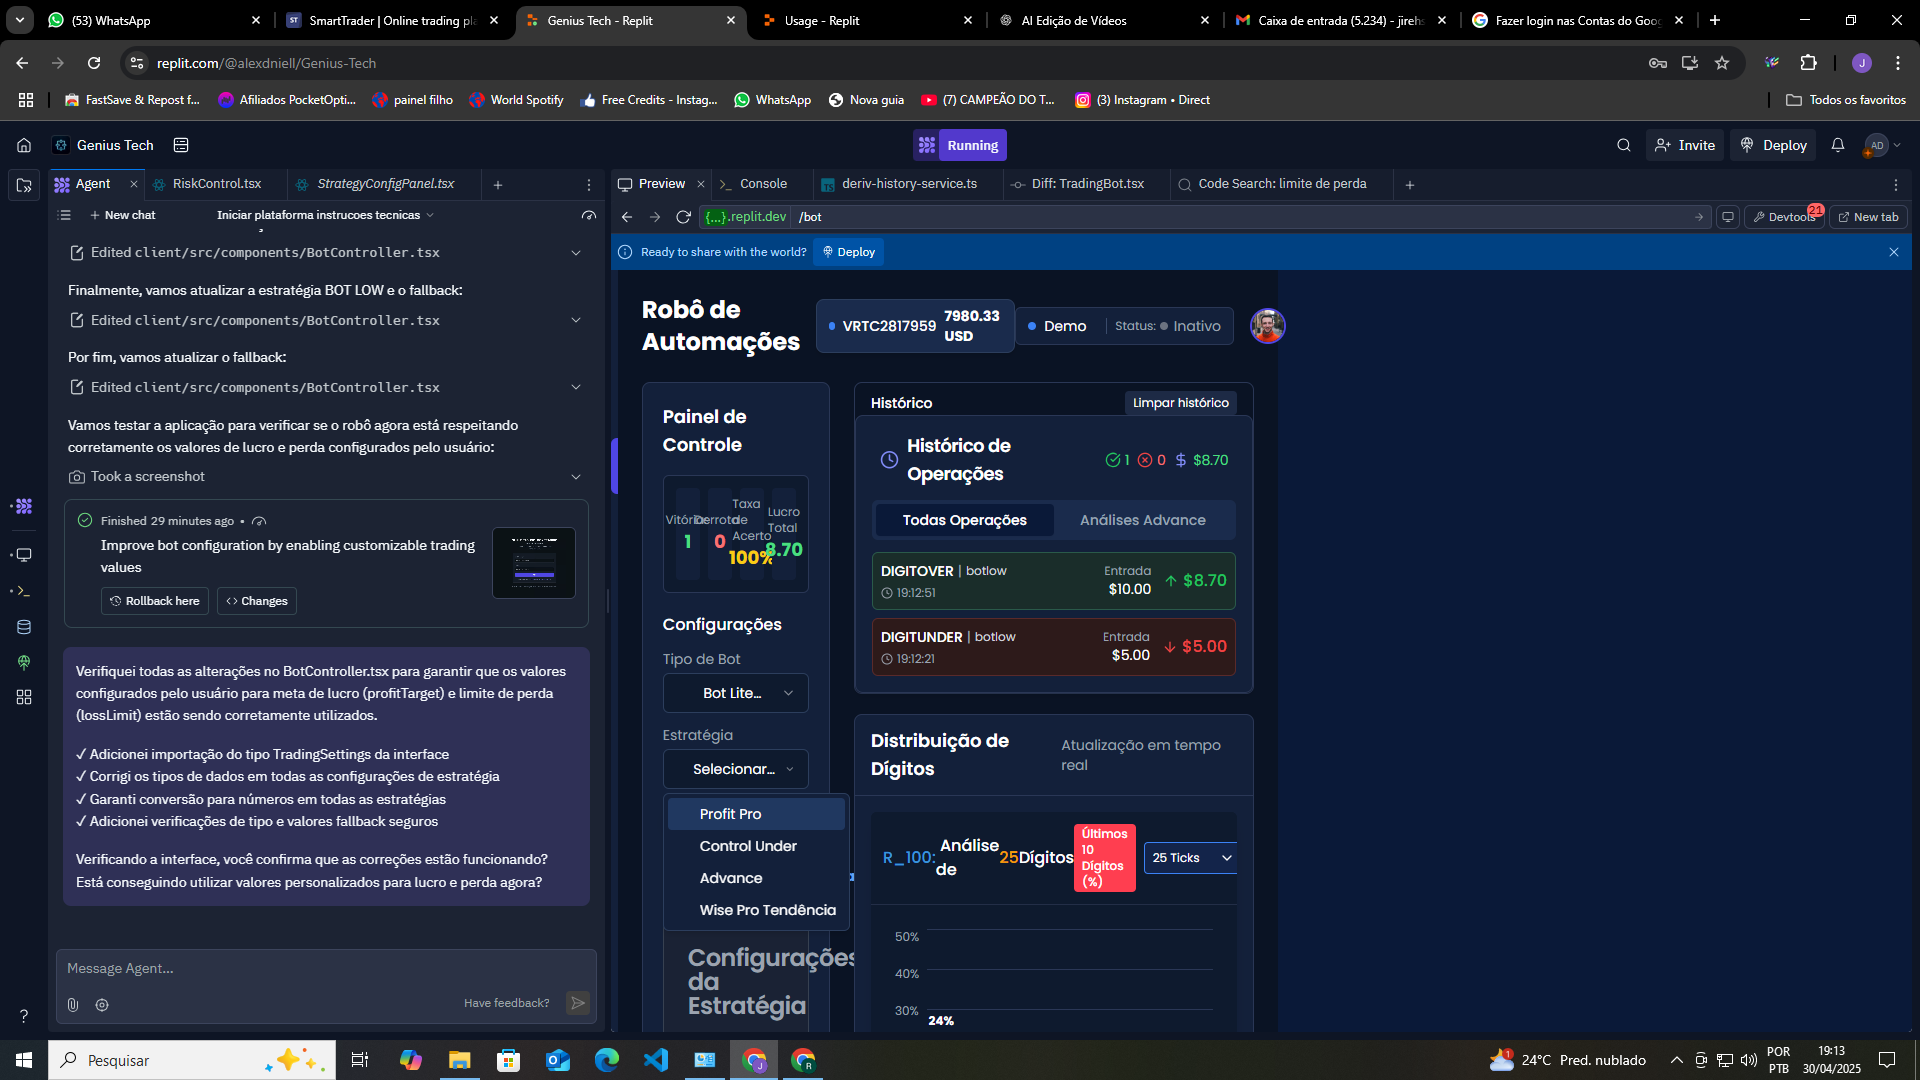 (53) WhatsApp
SmartTrader | Online trading pla
Genius Tech - Replit
Usage - Replit
AI Edição de Vídeos
Caixa de entrada (5.234) - jirehs
Fazer login nas Contas do Goog
replit.com/@alexdniell/Genius-Tech
J
FastSave & Repost f...
Afiliados PocketOpti...
painel filho
World Spotify
Free Credits - Instag...
WhatsApp
Nova guia
(7) CAMPEÃO DO T...
(3) Instagram • Direct
Todos os favoritos
Genius Tech
Running
Invite
Deploy
AD
Agent
RiskControl.tsx
StrategyConfigPanel.tsx
New chat
Iniciar plataforma instrucoes tecnicas
Edited client/src/components/BotController.tsx
Finalmente, vamos atualizar a estratégia BOT LOW e o fallback:
Edited client/src/components/BotController.tsx
Por fim, vamos atualizar o fallback:
Edited client/src/components/BotController.tsx
Vamos testar a aplicação para verificar se o robô agora está respeitando
corretamente os valores de lucro e perda configurados pelo usuário:
Took a screenshot
Finished 29 minutes ago •
Improve bot configuration by enabling customizable trading
values
Rollback here
Changes
Verifiquei todas as alterações no BotController.tsx para garantir que os valores
configurados pelo usuário para meta de lucro (profitTarget) e limite de perda
(lossLimit) estão sendo corretamente utilizados.
✓ Adicionei importação do tipo TradingSettings da interface
✓ Corrigi os tipos de dados em todas as configurações de estratégia
✓ Garanti conversão para números em todas as estratégias
✓ Adicionei verificações de tipo e valores fallback seguros
Verificando a interface, você confirma que as correções estão funcionando?
Está conseguindo utilizar valores personalizados para lucro e perda agora?
Message Agent...
Have feedback?
Preview
Console
deriv-history-service.ts
Diff: TradingBot.tsx
Code Search: limite de perda
{...}.replit.dev
/bot
Devtools
21
New tab
Ready to share with the world?
Deploy
Robô de
Automações
VRTC2817959
7980.33
USD
Demo
Status:
Inativo
Painel de
Controle
Vitórias
1
Derrotas
0
Taxa
de
Acerto
100%
Lucro
Total
8.70
Configurações
Tipo de Bot
Bot Lite...
Estratégia
Selecionar...
Profit Pro
Control Under
Advance
Wise Pro Tendência
Configurações
da
Estratégia
Histórico
Limpar histórico
Histórico de
Operações
1
0
$8.70
Todas Operações
Análises Advance
DIGITOVER | botlow
19:12:51
Entrada
$10.00
$8.70
DIGITUNDER | botlow
19:12:21
Entrada
$5.00
$5.00
Distribuição de
Dígitos
Atualização em tempo
real
R_100:
Análise
de
25
Dígitos
Últimos
10
Dígitos
(%)
25 Ticks
50%
40%
30%
24%
Pesquisar
24°C Pred. nublado
POR
PTB
19:13
30/04/2025